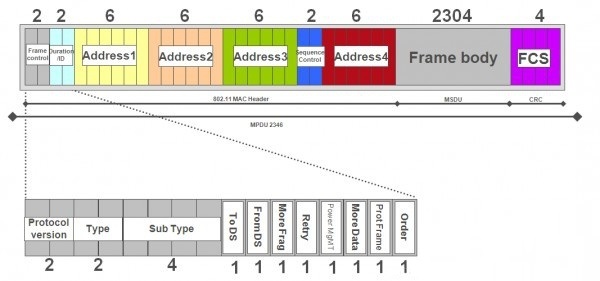 2 2 6 6 6 2 6 2304 4
Frame
control
Duration
/ID
Address1
Address2
Address3
Sequence
Control
Address4
Frame body
FCS
802.11 MAC Header
MSDU
CRC
MPDU 2346
Protocol
version
Type
Sub Type
To DS
From DS
More Frag
Retry
Power MgMT
More Data
Prot Frame
Order
2 2 4 1 1 1 1 1 1 1 1